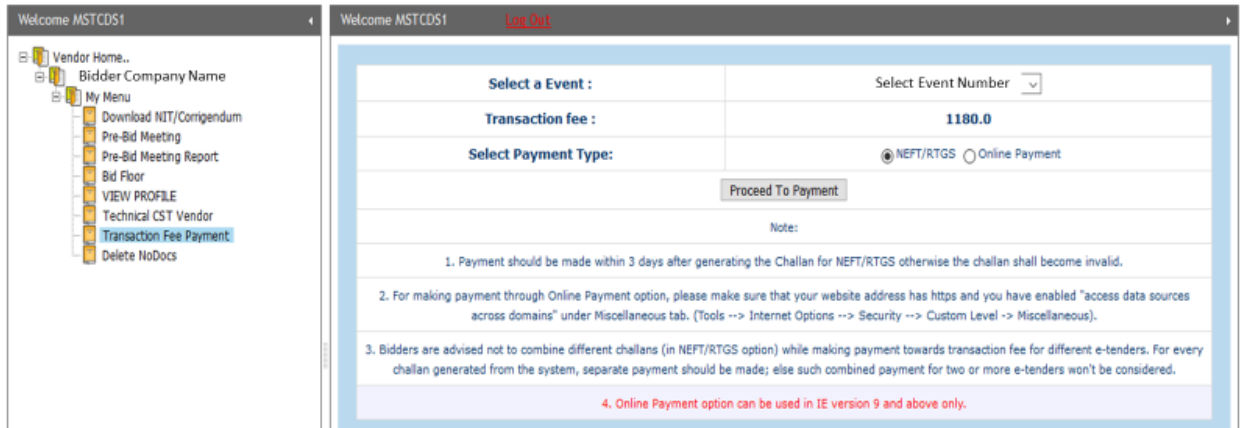 Welcome MSTCDS1
Vendor Home..
Bidder Company Name
My Menu
Download NIT/Corrigendum
Pre-Bid Meeting
Pre-Bid Meeting Report
Bid Floor
VIEW PROFILE
Technical CST Vendor
Transaction Fee Payment
Delete NoDocs
Welcome MSTCDS1 Log Out
Select a Event : Select Event Number
Transaction fee : 1180.0
Select Payment Type: NEFT/RTGS Online Payment
Proceed To Payment
Note:
1. Payment should be made within 3 days after generating the Challan for NEFT/RTGS otherwise the challan shall become invalid.
2. For making payment through Online Payment option, please make sure that your website address has https and you have enabled "access data sources
across domains" under Miscellaneous tab. (Tools --> Internet Options --> Security --> Custom Level -> Miscellaneous).
3. Bidders are advised not to combine different challans (in NEFT/RTGS option) while making payment towards transaction fee for different e-tenders. For every
challan generated from the system, separate payment should be made; else such combined payment for two or more e-tenders won't be considered.
4. Online Payment option can be used in IE version 9 and above only.